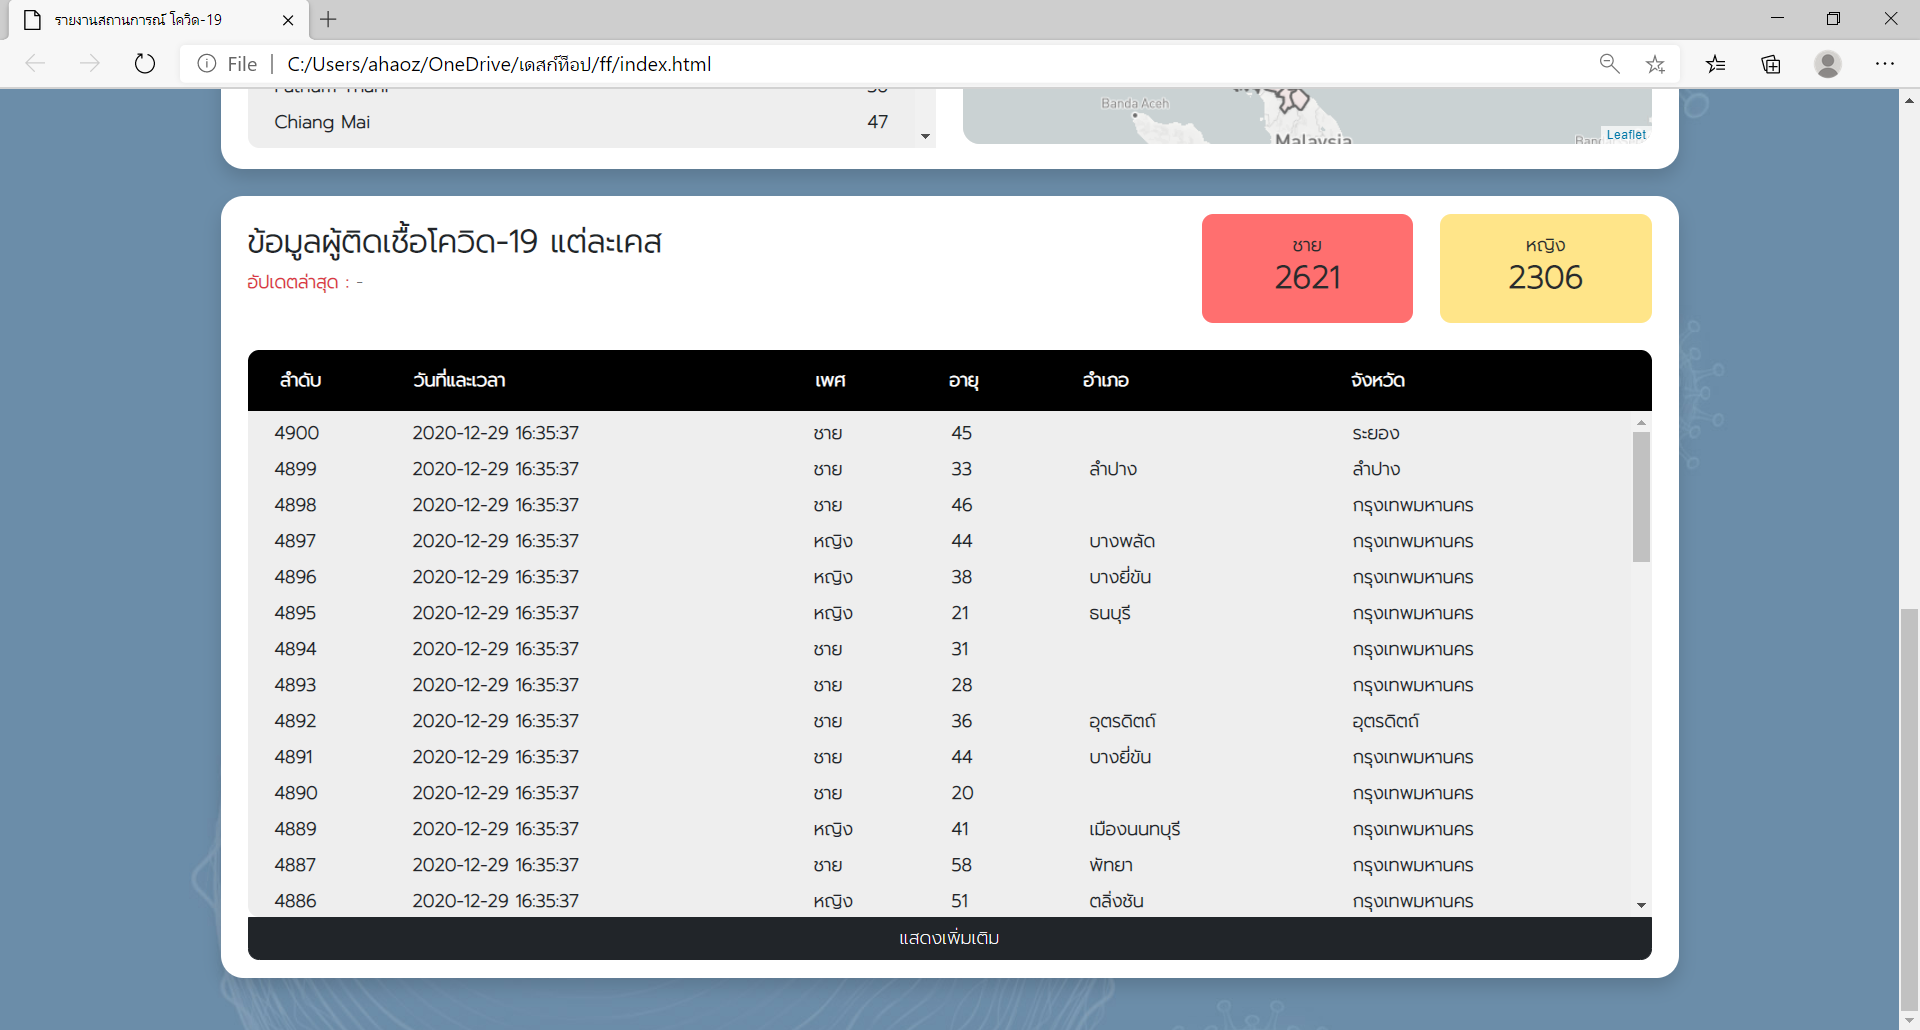 รายงานสถานการณ์ โควิด-19
File
C:/Users/ahaoz/OneDrive/เดสก์ท็อป/ff/index.html
Chiang Mai 47
Banda Aceh
Malaysia
Leaflet
ข้อมูลผู้ติดเชื้อโควิด-19 แต่ละเคส
อัปเดตล่าสุด : -
ชาย
2621
หญิง
2306
ลำดับ วันที่และเวลา เพศ อายุ อำเภอ จังหวัด
4900 2020-12-29 16:35:37 ชาย 45 ระยอง
4899 2020-12-29 16:35:37 ชาย 33 ลำปาง ลำปาง
4898 2020-12-29 16:35:37 ชาย 46 กรุงเทพมหานคร
4897 2020-12-29 16:35:37 หญิง 44 บางพลัด กรุงเทพมหานคร
4896 2020-12-29 16:35:37 หญิง 38 บางยี่ขัน กรุงเทพมหานคร
4895 2020-12-29 16:35:37 หญิง 21 ธนบุรี กรุงเทพมหานคร
4894 2020-12-29 16:35:37 ชาย 31 กรุงเทพมหานคร
4893 2020-12-29 16:35:37 ชาย 28 กรุงเทพมหานคร
4892 2020-12-29 16:35:37 ชาย 36 อุตรดิตถ์ อุตรดิตถ์
4891 2020-12-29 16:35:37 ชาย 44 บางยี่ขัน กรุงเทพมหานคร
4890 2020-12-29 16:35:37 ชาย 20 กรุงเทพมหานคร
4889 2020-12-29 16:35:37 หญิง 41 เมืองนนทบุรี กรุงเทพมหานคร
4887 2020-12-29 16:35:37 ชาย 58 พัทยา กรุงเทพมหานคร
4886 2020-12-29 16:35:37 หญิง 51 ตลิ่งชัน กรุงเทพมหานคร
แสดงเพิ่มเติม